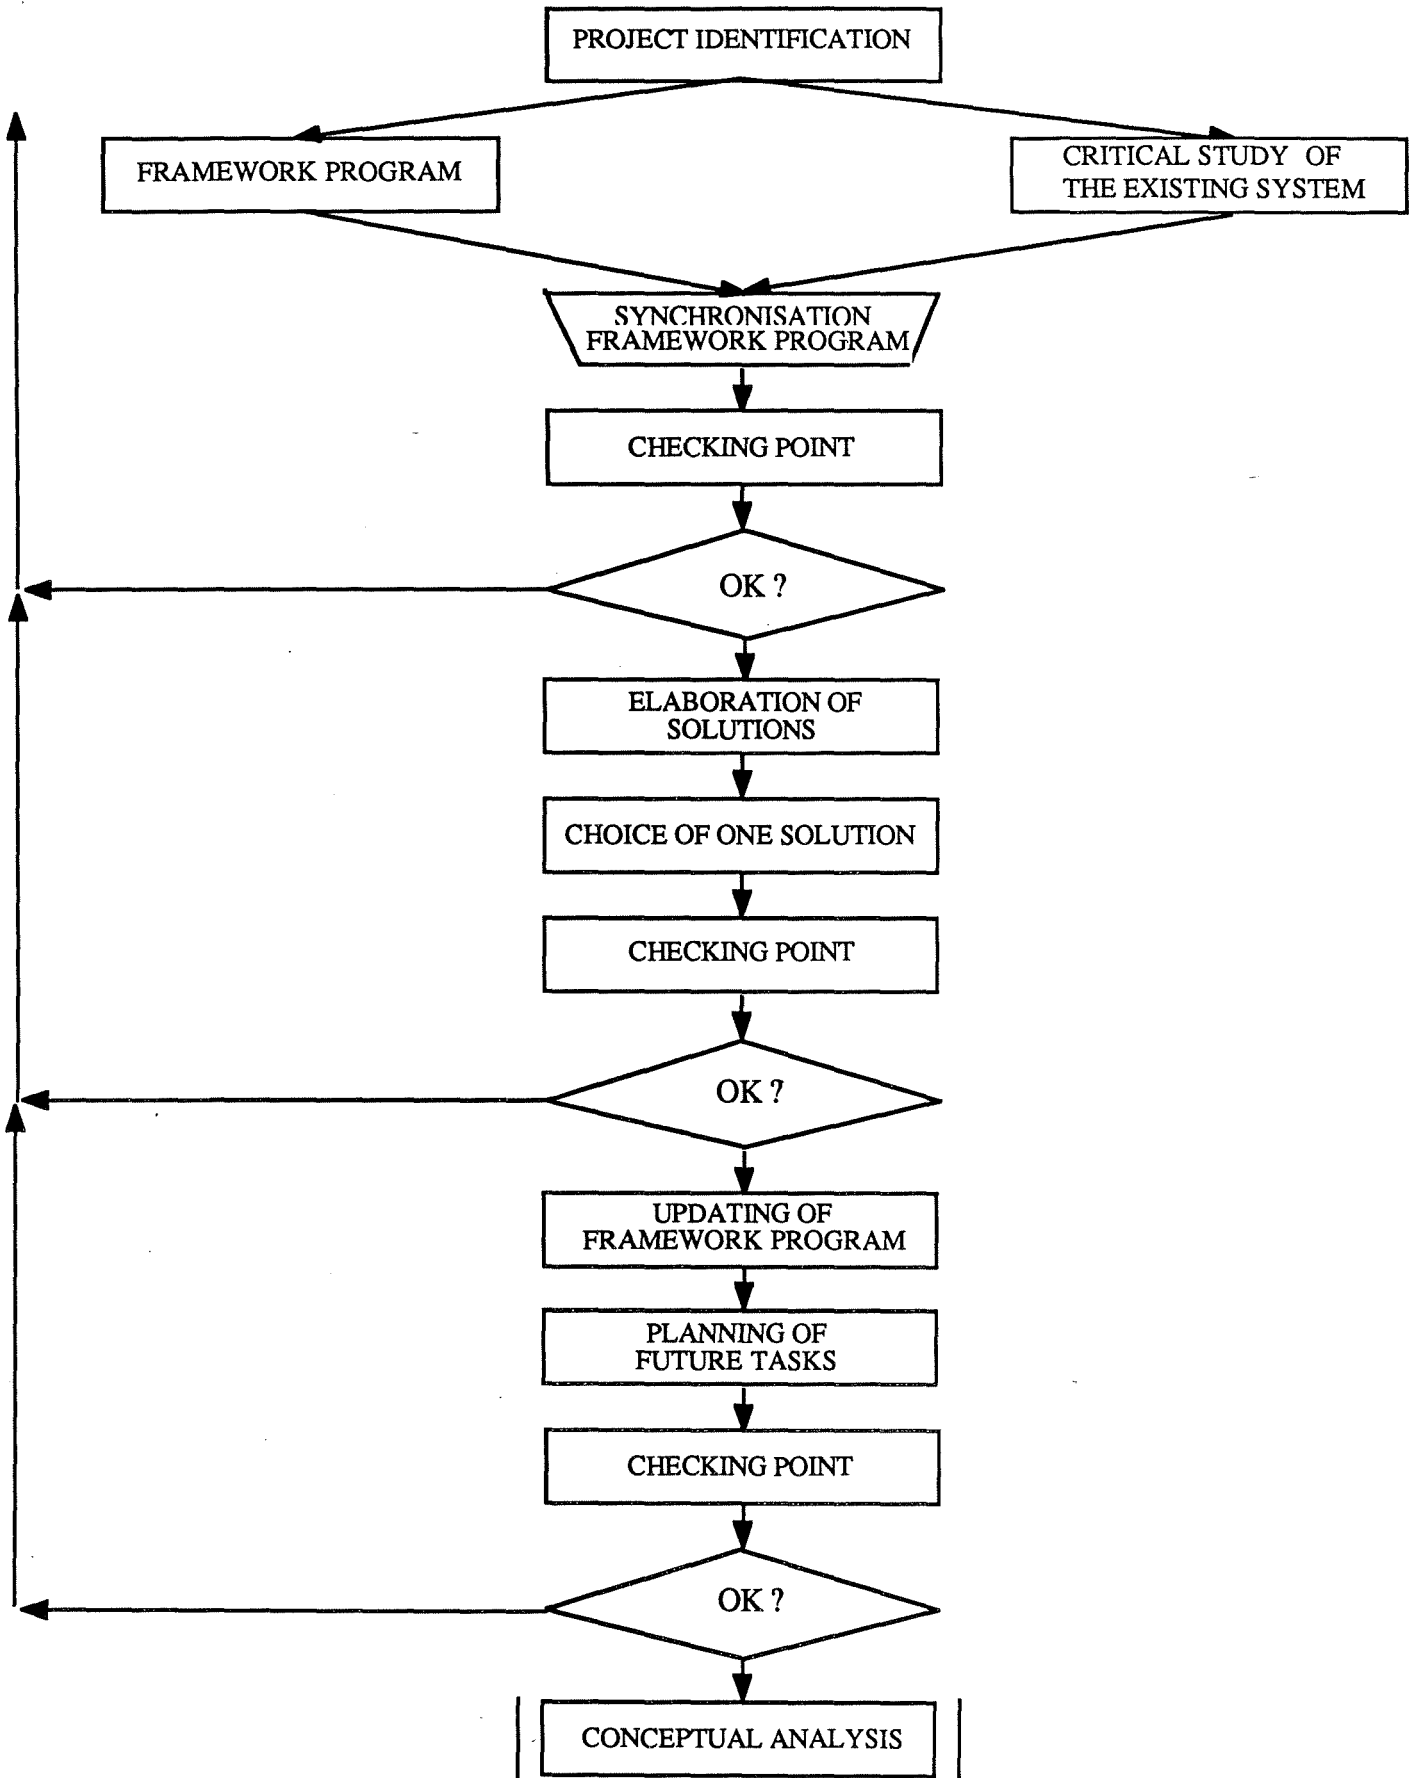 PROJECT IDENTIFICATION
FRAMEWORK PROGRAM
CRITICAL STUDY OF
THE EXISTING SYSTEM
SYNCHRONISATION
FRAMEWORK PROGRAM
CHECKING POINT
OK ?
ELABORATION OF
SOLUTIONS
CHOICE OF ONE SOLUTION
CHECKING POINT
OK ?
UPDATING OF
FRAMEWORK PROGRAM
PLANNING OF
FUTURE TASKS
CHECKING POINT
OK ?
CONCEPTUAL ANALYSIS